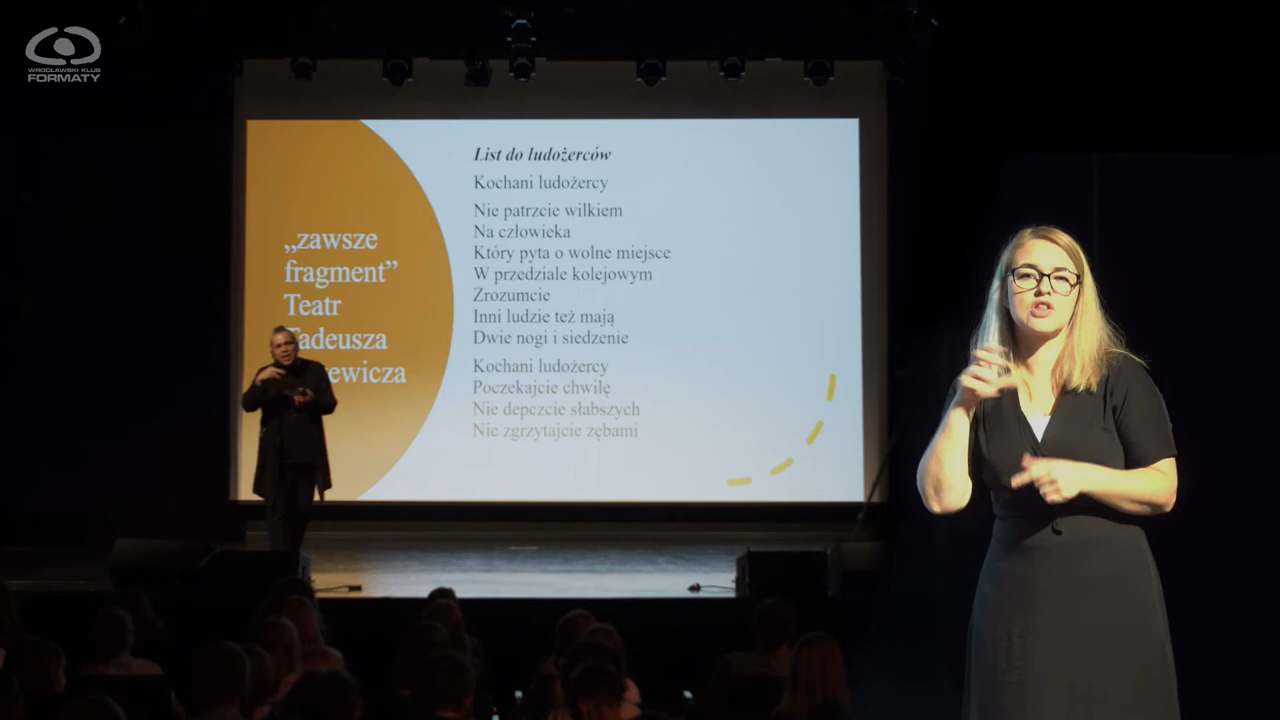 WROCŁAWSKI KLUB
FORMATY
„zawsze
fragment”
Teatr
Tadeusza
List do ludożerców
Kochani ludożercy
Nie patrzcie wilkiem
Na człowieka
Który pyta o wolne miejsce
W przedziale kolejowym
Zrozumcie
Inni ludzie też mają
Dwie nogi i siedzenie
Kochani ludożercy
Poczekajcie chwilę
Nie depczcie słabszych
Nie zgrzytajcie zębami